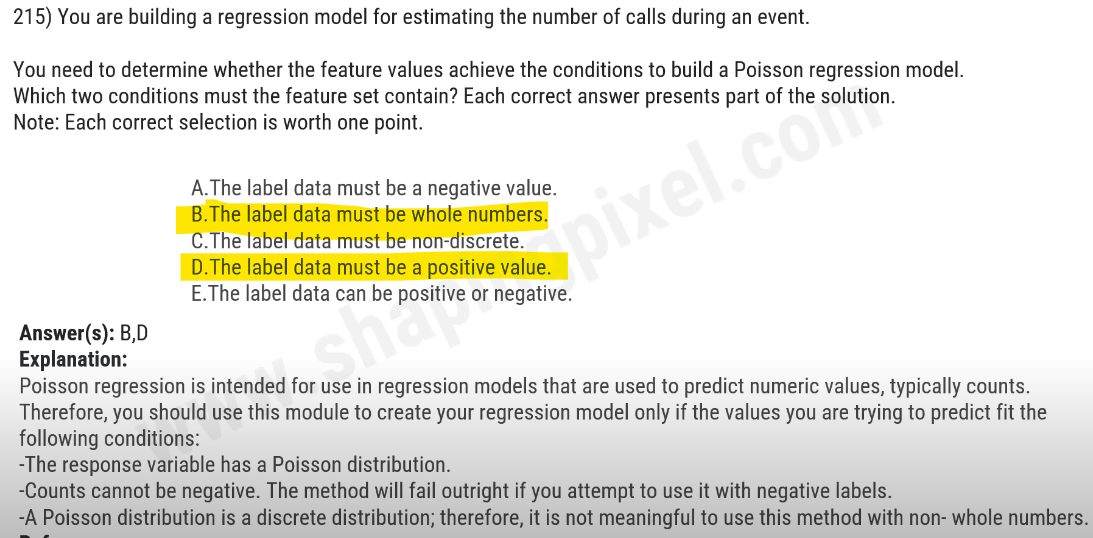 215) You are building a regression model for estimating the number of calls during an event.
You need to determine whether the feature values achieve the conditions to build a Poisson regression model.
Which two conditions must the feature set contain? Each correct answer presents part of the solution.
Note: Each correct selection is worth one point.
A.The label data must be a negative value.
B.The label data must be whole numbers.
C.The label data must be non-discrete.
D.The label data must be a positive value.
E.The label data can be positive or negative.
Answer(s): B,D
Explanation:
Poisson regression is intended for use in regression models that are used to predict numeric values, typically counts.
Therefore, you should use this module to create your regression model only if the values you are trying to predict fit the
following conditions:
-The response variable has a Poisson distribution.
-Counts cannot be negative. The method will fail outright if you attempt to use it with negative labels.
-A Poisson distribution is a discrete distribution; therefore, it is not meaningful to use this method with non- whole numbers.
www.shapingpixel.com